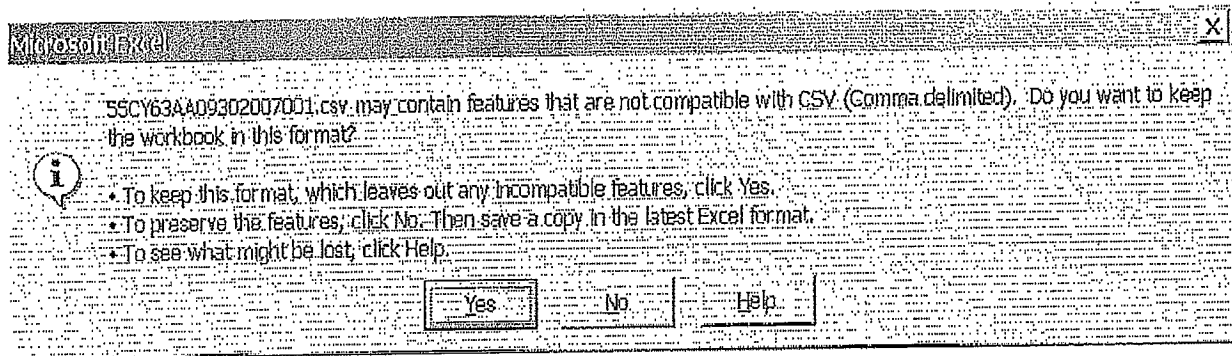 Microsoft Excel
X
55CY63AA09302007001.csv may contain features that are not compatible with CSV (Comma delimited). Do you want to keep
the workbook in this format?
i
• To keep this format, which leaves out any incompatible features, click Yes.
• To preserve the features, click No. Then save a copy in the latest Excel format.
• To see what might be lost, click Help.
Yes No Help